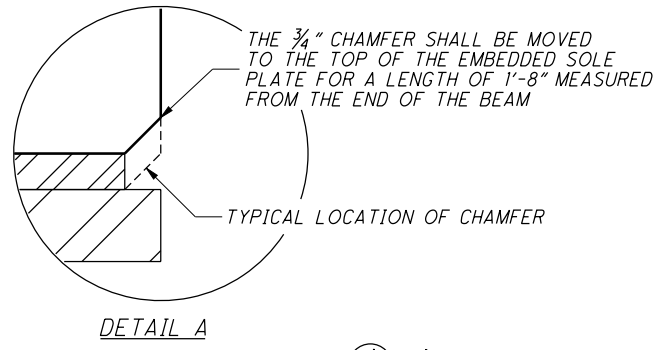 THE 3/4" CHAMFER SHALL BE MOVED
TO THE TOP OF THE EMBEDDED SOLE
PLATE FOR A LENGTH OF 1'-8" MEASURED
FROM THE END OF THE BEAM
TYPICAL LOCATION OF CHAMFER
DETAIL A